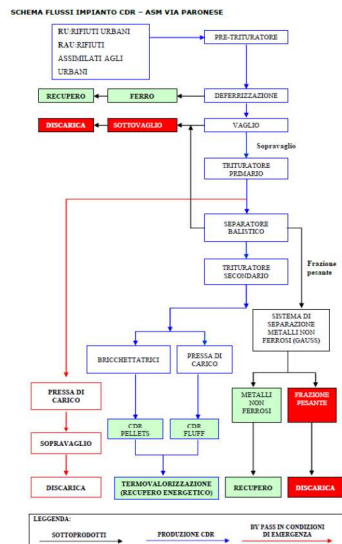 SCHEMA FLUSSI IMPIANTO CDR – ASM VIA PARONESE
RU:RIFIUTI URBANI
RAU:RIFIUTI
ASSIMILATI AGLI
URBANI
PRE-TRITURATORE
RECUPERO
FERRO
DEFERRIZZAZIONE
DISCARICA
SOTTOVAGLIO
VAGLIO
Sopravaglio
TRITURATORE
PRIMARIO
SEPARATORE
BALISTICO
Frazione
pesante
TRITURATORE
SECONDARIO
SISTEMA DI
SEPARAZIONE
METALLI NON
FERROSI (GAUSS)
BRICCHETTATRICI
PRESSA DI
CARICO
PRESSA DI
CARICO
CDR
PELLETS
CDR
FLUFF
METALLI
NON
FERROSI
FRAZIONE
PESANTE
SOPRAVAGLIO
DISCARICA
TERMOVALORIZZAZIONE
(RECUPERO ENERGETICO)
RECUPERO
DISCARICA
LEGGENDA:
SOTTOPRODOTTI
PRODUZIONE CDR
BY PASS IN CONDIZIONI
DI EMERGENZA